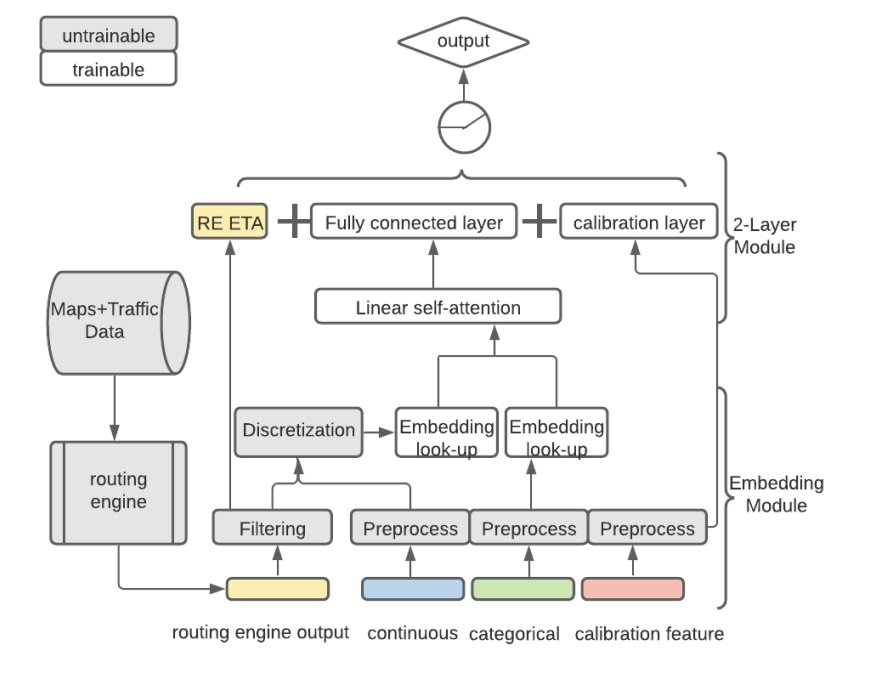 untrainable
trainable
output
RE ETA
Fully connected layer
calibration layer
2-Layer
Module
Maps+Traffic
Data
Linear self-attention
Discretization
Embedding
look-up
Embedding
look-up
routing
engine
Embedding
Module
Filtering
Preprocess
Preprocess
Preprocess
routing engine output
continuous
categorical
calibration feature